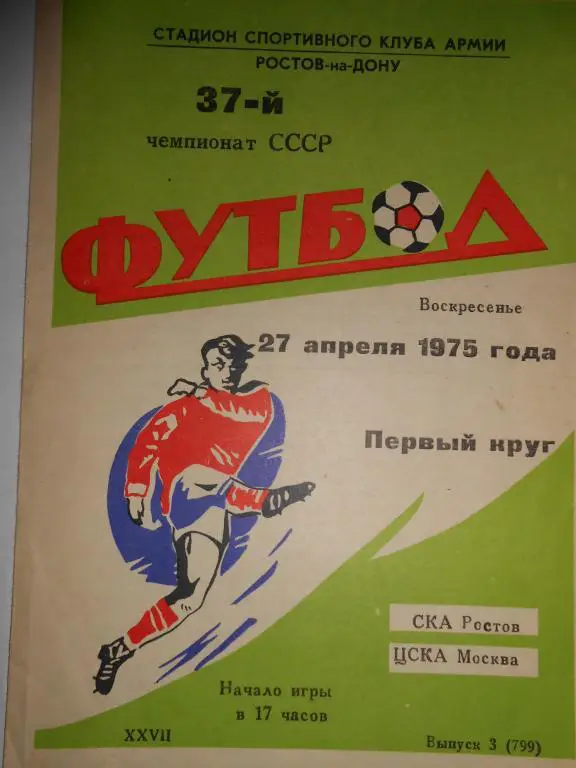 СТАДИОН СПОРТИВНОГО КЛУБА АРМИИ
РОСТОВ-на-ДОНУ
37-й
чемпионат СССР
ФУТБОЛ
Воскресенье
27 апреля 1975 года
Первый круг
СКА Ростов
ЦСКА Москва
Начало игры
в 17 часов
XXVII
Выпуск 3 (799)